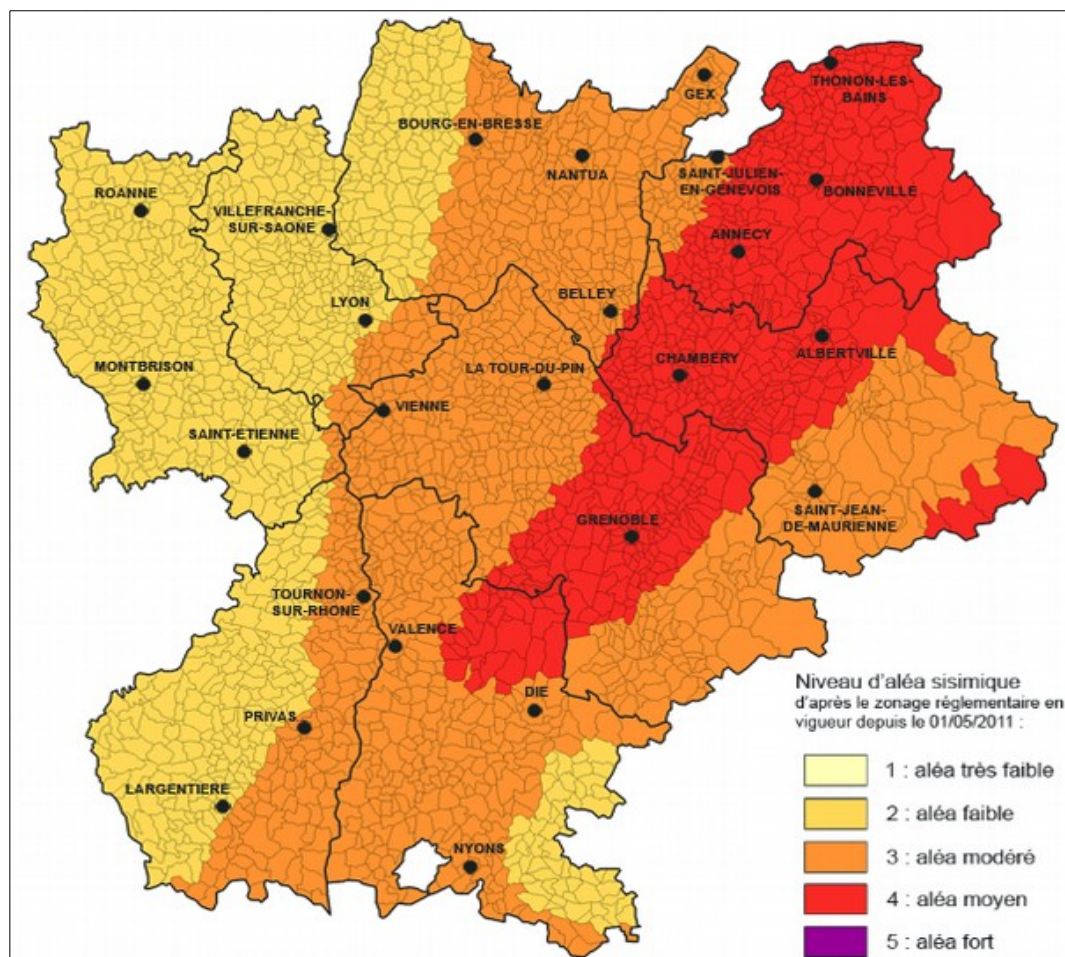 THONON-LES-
BAINS
GEX
BOURG-EN-BRESSE
NANTUA
SAINT-JULIEN-
EN-GENEVOIS
BONNEVILLE
ROANNE
VILLEFRANCHE-
SUR-SAONE
ANNECY
LYON
BELLEY
MONTBRISON
LA TOUR-DU-PIN
CHAMBERY
ALBERTVILLE
VIENNE
SAINT-ETIENNE
GRENOBLE
SAINT-JEAN-
DE-MAURIENNE
TOURNON-
SUR-RHONE
VALENCE
DIE
PRIVAS
LARGENTIERE
NYONS
Niveau d'aléa sisimique
d'après le zonage réglementaire en
vigueur depuis le 01/05/2011 :
1 : aléa très faible
2 : aléa faible
3 : aléa modéré
4 : aléa moyen
5 : aléa fort